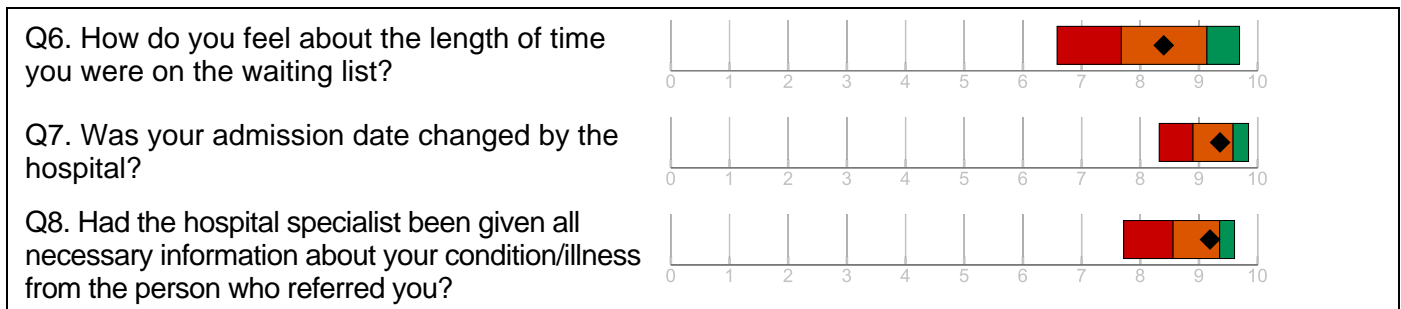 Q6. How do you feel about the length of time
you were on the waiting list?
0 1 2 3 4 5 6 7 8 9 10
Q7. Was your admission date changed by the
hospital?
0 1 2 3 4 5 6 7 8 9 10
Q8. Had the hospital specialist been given all
necessary information about your condition/illness
from the person who referred you?
0 1 2 3 4 5 6 7 8 9 10